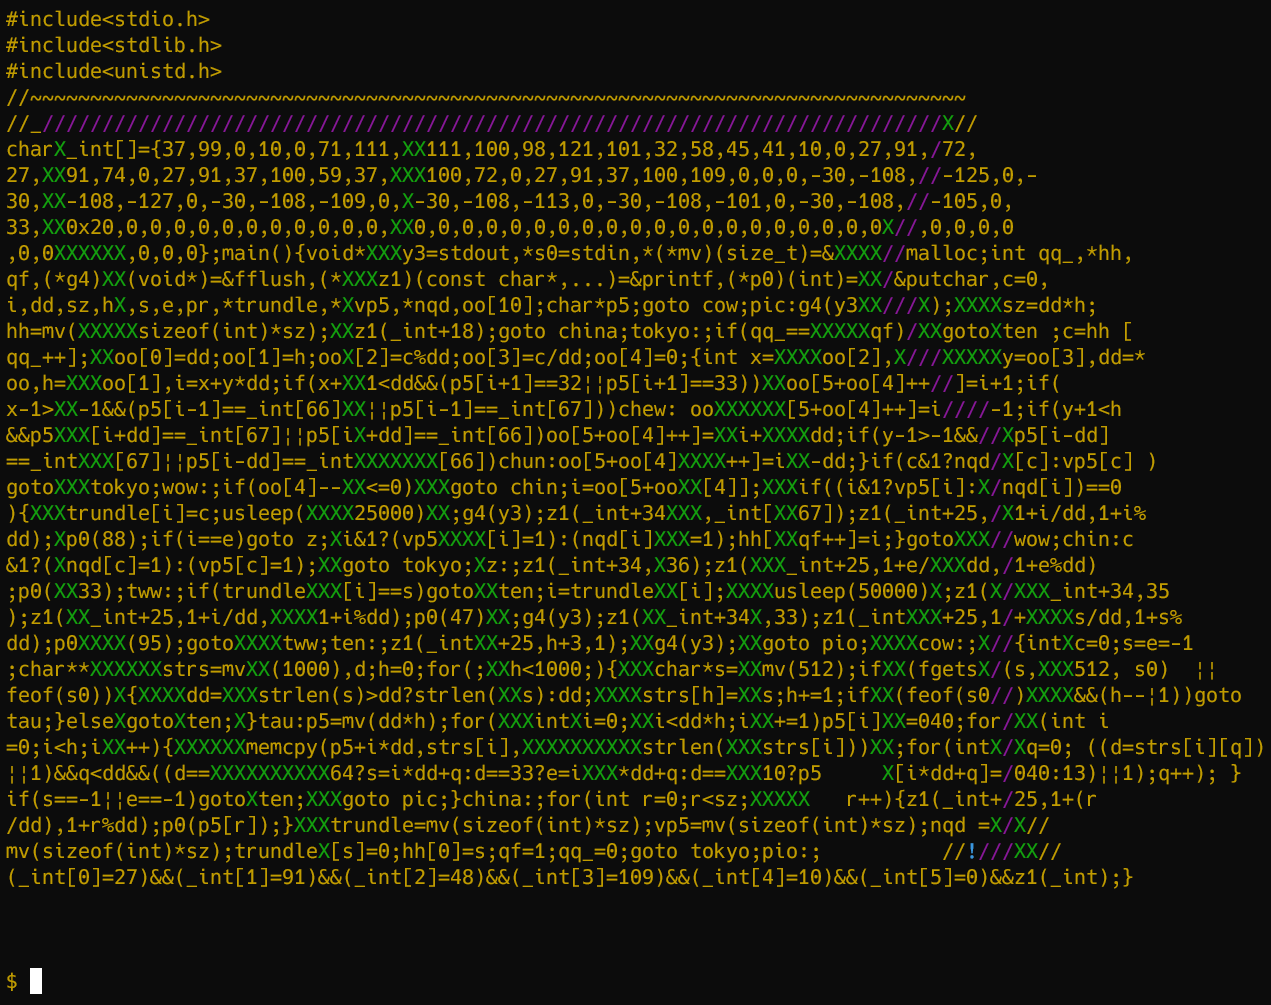 #include<stdio.h>
#include<stdlib.h>
#include<unistd.h>
//~~~~~~~~~~~~~~~~~~~~~~~~~~~~~~~~~~~~~~~~~~~~~~~~~~~~~~~~~~~~~~~~~~~~~~~~~~~~~~
//_///////////////////////////////////////////////////////////////////////////X//
charX_int[]={37,99,0,10,0,71,111,XX111,100,98,121,101,32,58,45,41,10,0,27,91,/72,
27,XX91,74,0,27,91,37,100,59,37,XXX100,72,0,27,91,37,100,109,0,0,0,-30,-108,//-125,0,-
30,XX-108,-127,0,-30,-108,-109,0,X-30,-108,-113,0,-30,-108,-101,0,-30,-108,//-105,0,
33,XX0x20,0,0,0,0,0,0,0,0,0,0,0,XX0,0,0,0,0,0,0,0,0,0,0,0,0,0,0,0,0,0,0,0X//,0,0,0,0
,0,0XXXXXX,0,0,0};main(){void*XXXy3=stdout,*s0=stdin,*(*mv)(size_t)=&XXXX//malloc;int qq_,*hh,
qf,(*g4)XX(void*)=&fflush,(*XXXz1)(const char*,...)=&printf,(*p0)(int)=XX/&putchar,c=0,
i,dd,sz,hX,s,e,pr,*trundle,*Xvp5,*nqd,oo[10];char*p5;goto cow;pic:g4(y3XX///X);XXXXsz=dd*h;
hh=mv(XXXXXsizeof(int)*sz);XXz1(_int+18);goto china;tokyo:;if(qq_==XXXXXqf)/XXgotoXten ;c=hh [
qq_++];XXoo[0]=dd;oo[1]=h;ooX[2]=c%dd;oo[3]=c/dd;oo[4]=0;{int x=XXXXoo[2],X///XXXXXy=oo[3],dd=*
oo,h=XXXoo[1],i=x+y*dd;if(x+XX1<dd&&(p5[i+1]==32¦¦p5[i+1]==33))XXoo[5+oo[4]++//]=i+1;if(
x-1>XX-1&&(p5[i-1]==_int[66]XX¦¦p5[i-1]==_int[67]))chew: ooXXXXXX[5+oo[4]++]=i////-1;if(y+1<h
&&p5XXX[i+dd]==_int[67]¦¦p5[iX+dd]==_int[66])oo[5+oo[4]++]=XXi+XXXXdd;if(y-1>-1&&//Xp5[i-dd]
==_intXXX[67]¦¦p5[i-dd]==_intXXXXXXX[66])chun:oo[5+oo[4]XXXX++]=iXX-dd;}if(c&1?nqd/X[c]:vp5[c] )
gotoXXXtokyo;wow:;if(oo[4]--XX<=0)XXXgoto chin;i=oo[5+ooXX[4]];XXXif((i&1?vp5[i]:X/nqd[i])==0
){XXXtrundle[i]=c;usleep(XXXX25000)XX;g4(y3);z1(_int+34XXX,_int[XX67]);z1(_int+25,/X1+i/dd,1+i%
dd);Xp0(88);if(i==e)goto z;Xi&1?(vp5XXXX[i]=1):(nqd[i]XXX=1);hh[XXqf++]=i;}gotoXXX//wow;chin:c
&1?(Xnqd[c]=1):(vp5[c]=1);XXgoto tokyo;Xz:;z1(_int+34,X36);z1(XXX_int+25,1+e/XXXdd,/1+e%dd)
;p0(XX33);tww:;if(trundleXXX[i]==s)gotoXXten;i=trundleXX[i];XXXXusleep(50000)X;z1(X/XXX_int+34,35
);z1(XX_int+25,1+i/dd,XXXX1+i%dd);p0(47)XX;g4(y3);z1(XX_int+34X,33);z1(_intXXX+25,1/+XXXXs/dd,1+s%
dd);p0XXXX(95);gotoXXXXtww;ten:;z1(_intXX+25,h+3,1);XXg4(y3);XXgoto pio;XXXXcow:;X//{intXc=0;s=e=-1
;char**XXXXXXstrs=mvXX(1000),d;h=0;for(;XXh<1000;){XXXchar*s=XXmv(512);ifXX(fgetsX/(s,XXX512, s0)  ¦¦
feof(s0))X{XXXXdd=XXXstrlen(s)>dd?strlen(XXs):dd;XXXXstrs[h]=XXs;h+=1;ifXX(feof(s0//)XXXX&&(h--¦1))goto
tau;}elseXgotoXten;X}tau:p5=mv(dd*h);for(XXXintXi=0;XXi<dd*h;iXX+=1)p5[i]XX=040;for/XX(int i
=0;i<h;iXX++){XXXXXXmemcpy(p5+i*dd,strs[i],XXXXXXXXXXstrlen(XXXstrs[i]))XX;for(intX/Xq=0; ((d=strs[i][q])
¦¦1)&&q<dd&&((d==XXXXXXXXXX64?s=i*dd+q:d==33?e=iXXX*dd+q:d==XXX10?p5     X[i*dd+q]=/040:13)¦¦1);q++); }
if(s==-1¦¦e==-1)gotoXten;XXXgoto pic;}china:;for(int r=0;r<sz;XXXXX   r++){z1(_int+/25,1+(r
/dd),1+r%dd);p0(p5[r]);}XXXtrundle=mv(sizeof(int)*sz);vp5=mv(sizeof(int)*sz);nqd =X/X//
mv(sizeof(int)*sz);trundleX[s]=0;hh[0]=s;qf=1;qq_=0;goto tokyo;pio:;          //!///XX//
(_int[0]=27)&&(_int[1]=91)&&(_int[2]=48)&&(_int[3]=109)&&(_int[4]=10)&&(_int[5]=0)&&z1(_int);}
$